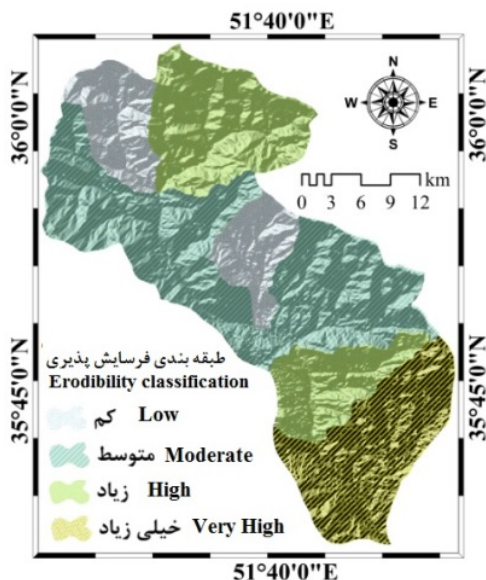 51°40'0"E
36°0'0"N
36°0'0"N
N
W E
S
km
0 3 6 9 12
طبقه بندی فرسایش پذیری
Erodibility classification
کم Low
متوسط Moderate
زیاد High
خیلی زیاد Very High
35°45'0"N
35°45'0"N
51°40'0"E